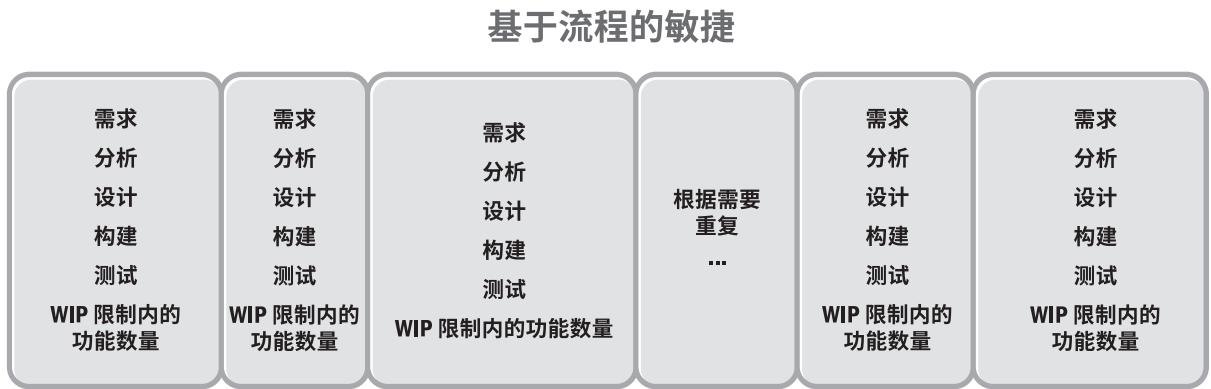 基于流程的敏捷
需求
分析
设计
构建
测试
WIP 限制内的
功能数量
需求
分析
设计
构建
测试
WIP 限制内的
功能数量
需求
分析
设计
构建
测试
WIP 限制内的功能数量
根据需要
重复
...
需求
分析
设计
构建
测试
WIP 限制内的
功能数量
需求
分析
设计
构建
测试
WIP 限制内的
功能数量